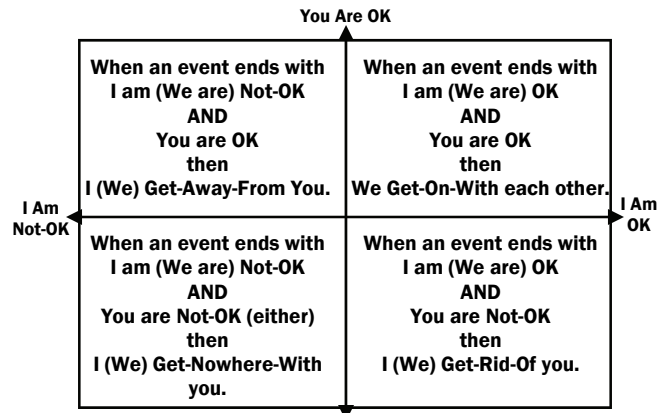 You Are OK
When an event ends with
I am (We are) Not-OK
AND
You are OK
then
I (We) Get-Away-From You.
When an event ends with
I am (We are) OK
AND
You are OK
then
We Get-On-With each other.
I Am
Not-OK
I Am
OK
When an event ends with
I am (We are) Not-OK
AND
You are Not-OK (either)
then
I (We) Get-Nowhere-With
you.
When an event ends with
I am (We are) OK
AND
You are Not-OK
then
I (We) Get-Rid-Of you.